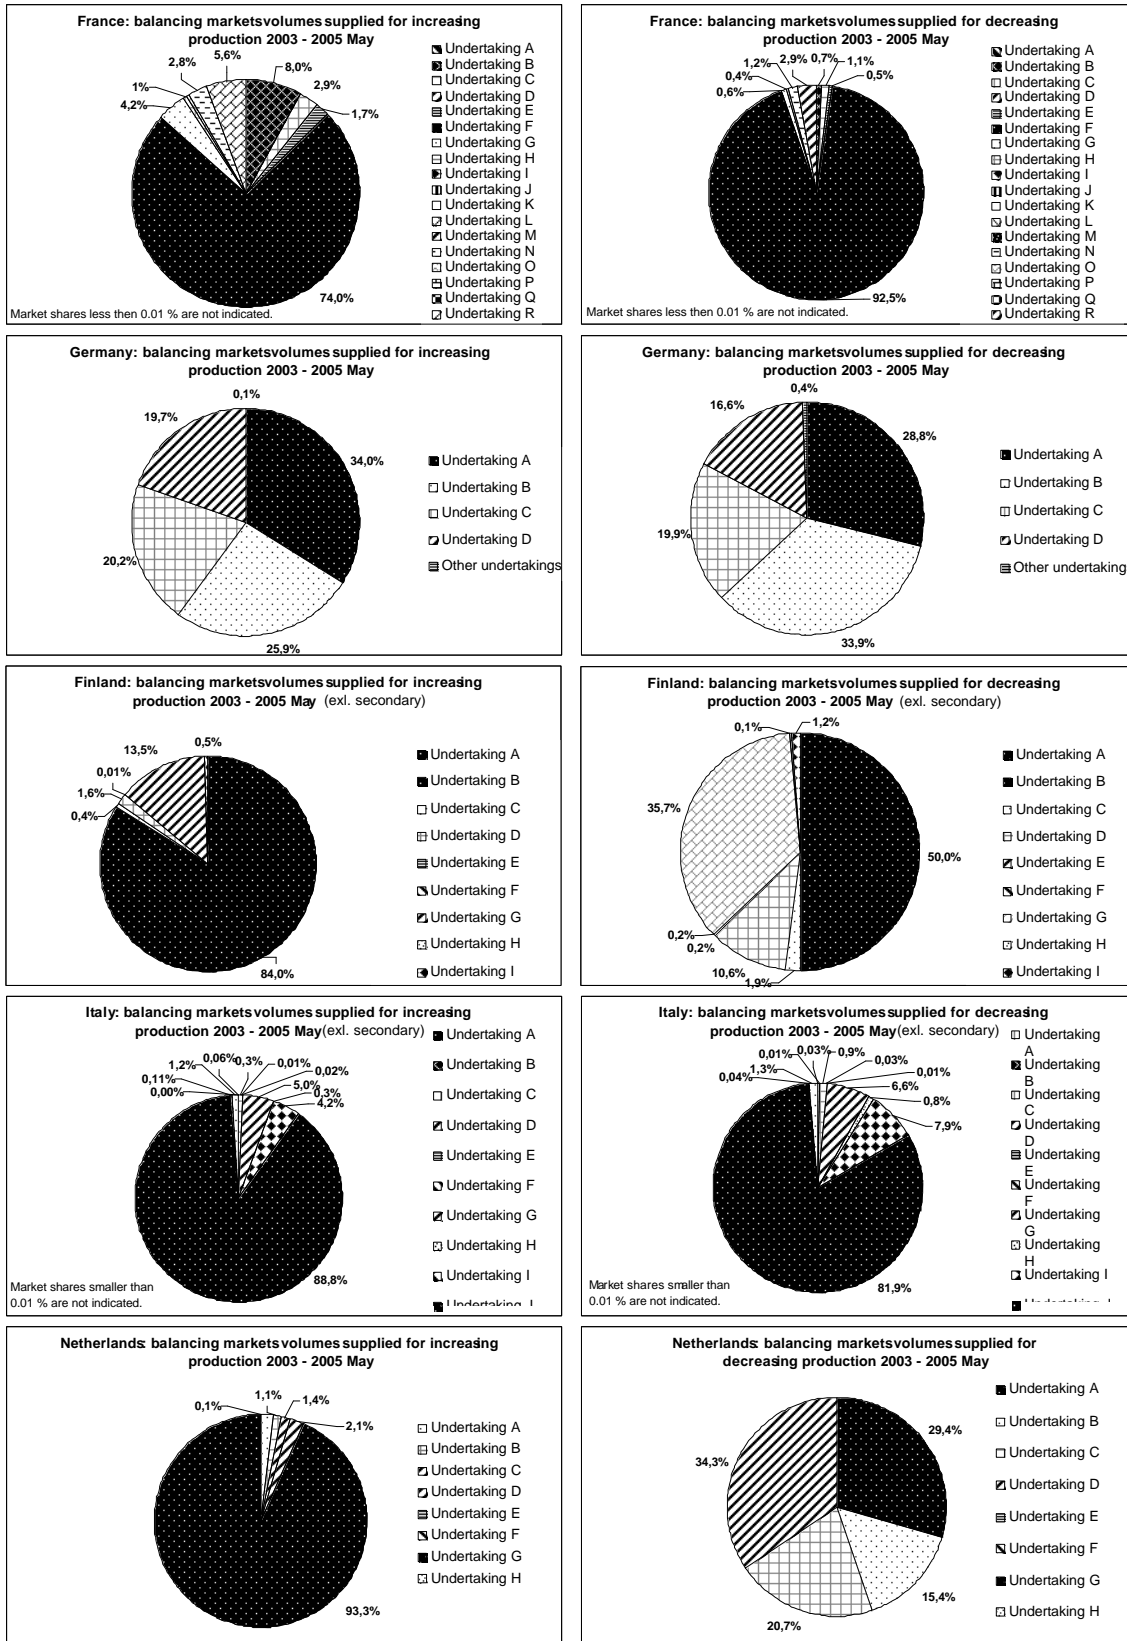 France: balancing markets volumes supplied for increasing
production 2003 - 2005 May
5,6%
2,8%
8,0%
1%
2,9%
4,2%
1,7%
74,0%
Undertaking A
Undertaking B
Undertaking C
Undertaking D
Undertaking E
Undertaking F
Undertaking G
Undertaking H
Undertaking I
Undertaking J
Undertaking K
Undertaking L
Undertaking M
Undertaking N
Undertaking O
Undertaking P
Undertaking Q
Undertaking R
Market shares less then 0.01 % are not indicated.
France: balancing markets volumes supplied for decreasing
production 2003 - 2005 May
2,9%
0,7%
1,2%
1,1%
0,4%
0,5%
0,6%
92,5%
Undertaking A
Undertaking B
Undertaking C
Undertaking D
Undertaking E
Undertaking F
Undertaking G
Undertaking H
Undertaking I
Undertaking J
Undertaking K
Undertaking L
Undertaking M
Undertaking N
Undertaking O
Undertaking P
Undertaking Q
Undertaking R
Market shares less then 0.01 % are not indicated.
Germany: balancing markets volumes supplied for increasing
production 2003 - 2005 May
0,1%
19,7%
34,0%
20,2%
25,9%
Undertaking A
Undertaking B
Undertaking C
Undertaking D
Other undertakings
Germany: balancing markets volumes supplied for decreasing
production 2003 - 2005 May
0,4%
16,6%
28,8%
19,9%
33,9%
Undertaking A
Undertaking B
Undertaking C
Undertaking D
Other undertaking
Finland: balancing markets volumes supplied for increasing
production 2003 - 2005 May (exl. secondary)
0,5%
13,5%
0,01%
1,6%
0,4%
84,0%
Undertaking A
Undertaking B
Undertaking C
Undertaking D
Undertaking E
Undertaking F
Undertaking G
Undertaking H
Undertaking I
Finland: balancing markets volumes supplied for decreasing
production 2003 - 2005 May (exl. secondary)
0,1%
1,2%
35,7%
50,0%
0,2%
0,2%
10,6%
1,9%
Undertaking A
Undertaking B
Undertaking C
Undertaking D
Undertaking E
Undertaking F
Undertaking G
Undertaking H
Undertaking I
Italy: balancing markets volumes supplied for increasing
production 2003 - 2005 May (exl. secondary)
0,06%
0,3%
0,01%
1,2%
0,02%
0,11%
5,0%
0,00%
0,3%
4,2%
88,8%
Undertaking A
Undertaking B
Undertaking C
Undertaking D
Undertaking E
Undertaking F
Undertaking G
Undertaking H
Undertaking I
Undertaking J
Market shares smaller than
0.01 % are not indicated.
Italy: balancing markets volumes supplied for decreasing
production 2003 - 2005 May (exl. secondary)
0,03%
0,01%
0,9%
0,03%
1,3%
0,01%
0,04%
6,6%
0,8%
7,9%
81,9%
Undertaking
A
Undertaking
B
Undertaking
C
Undertaking
D
Undertaking
E
Undertaking
F
Undertaking
G
Undertaking
H
Undertaking I
Market shares smaller than
0.01 % are not indicated.
Netherlands: balancing markets volumes supplied for increasing
production 2003 - 2005 May
1,1%
0,1%
1,4%
2,1%
93,3%
Undertaking A
Undertaking B
Undertaking C
Undertaking D
Undertaking E
Undertaking F
Undertaking G
Undertaking H
Netherlands: balancing markets volumes supplied for
decreasing production 2003 - 2005 May
29,4%
34,3%
15,4%
20,7%
Undertaking A
Undertaking B
Undertaking C
Undertaking D
Undertaking E
Undertaking F
Undertaking G
Undertaking H